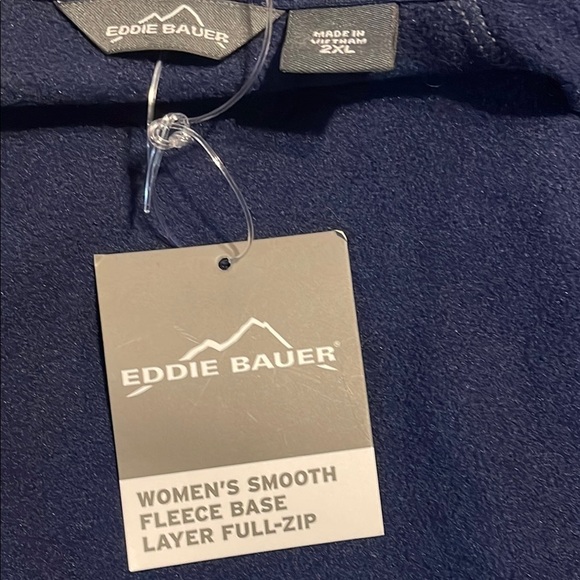 EDDIE BAUER
MADE IN
VIETNAM
2XL
EDDIE BAUER®
WOMEN'S SMOOTH
FLEECE BASE
LAYER FULL-ZIP